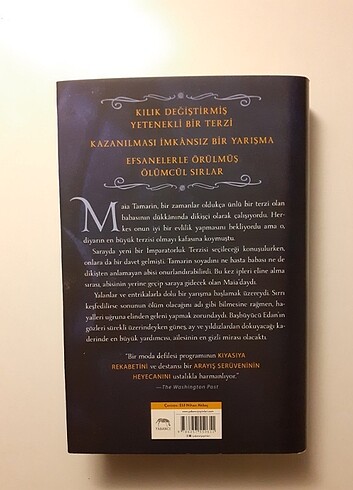 KILIK DEĞİŞTİRMİŞ
YETENEKLİ BİR TERZİ
KAZANILMASI İMKÂNSIZ BİR YARIŞMA
EFSANELERLE ÖRÜLMÜŞ
ÖLÜMCÜL SIRLAR
Maia Tamarin, bir zamanlar oldukça ünlü bir terzi olan
babasının dükkânında dikişçi olarak çalışıyordu. Her-
kes onun iyi bir evlilik yapmasını bekliyordu ama o,
diyarın en büyük terzisi olmayı kafasına koymuştu.
Sarayda yeni bir İmparatorluk Terzisi seçileceği konuşulurken,
onlara da bir davet gelmişti. Tamarin soyadını ne hasta babası ne de
dikişten anlamayan abisi onurlandırabilirdi. Bu kez ipleri eline alma
sırası, abisinin yerine geçip saraya gidecek olan Maia'daydı.
Yalanlar ve entrikalarla dolu bir yarışma başlamak üzereydi. Sırrı
keşfedilirse sonunun ölüm olacağını adı gibi bilmesine rağmen, ha-
yalleri uğruna elinden geleni yapmak zorundaydı. Başbüyücü Edan'ın
gözleri sürekli üzerindeyken güneş, ay ve yıldızlardan dokuyacağı ka-
derinde en büyük yardımcısı, ailesinin en gizli mirası olacaktı.
"Bir moda defilesi programının KIYASIYA
REKABETİNİ ve destansı bir ARAYIŞ SERÜVENİNİN
HEYECANINI ustalıkla harmanlıyor."
—The Washington Post
YABANCI